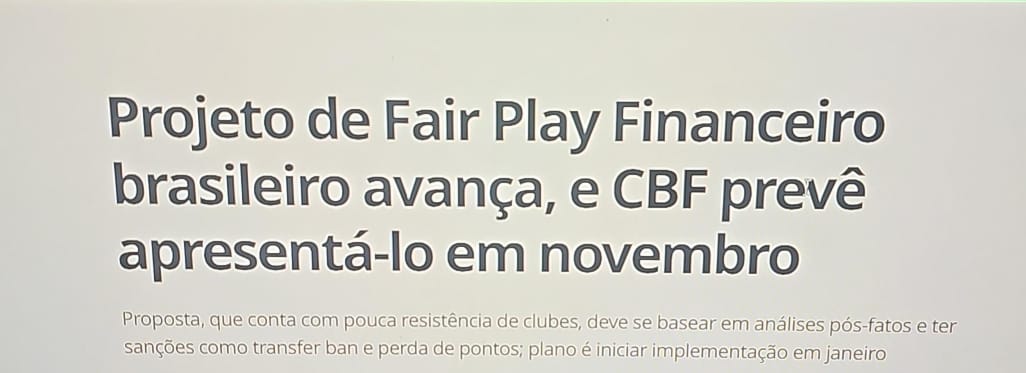 Projeto de Fair Play Financeiro
brasileiro avança, e CBF prevê
apresentá-lo em novembro
Proposta, que conta com pouca resistência de clubes, deve se basear em análises pós-fatos e ter
sanções como transfer ban e perda de pontos; plano é iniciar implementação em janeiro